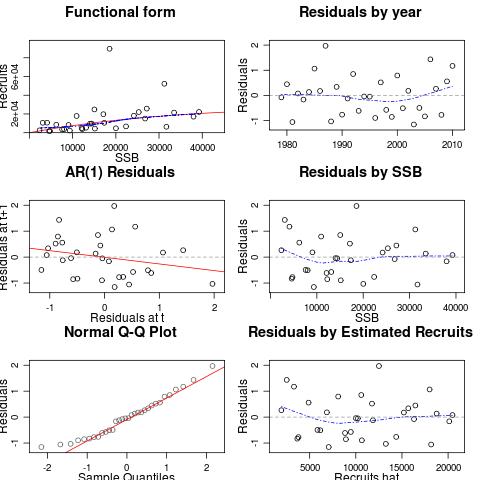 Functional form
Recruits
2e+04 6e+04
10000 20000 30000 40000
SSB
Residuals by year
Residuals
-1 0 1 2
1980 1990 2000 2010
AR(1) Residuals
Residuals at t+1
-1 0 1 2
-1 0 1 2
Residuals at t
Residuals by SSB
Residuals
-1 0 1 2
10000 20000 30000 40000
SSB
Normal Q-Q Plot
Residuals
-1 0 1 2
-2 -1 0 1 2
Sample Quantiles
Residuals by Estimated Recruits
Residuals
-1 0 1 2
5000 10000 15000 20000
Recruits hat